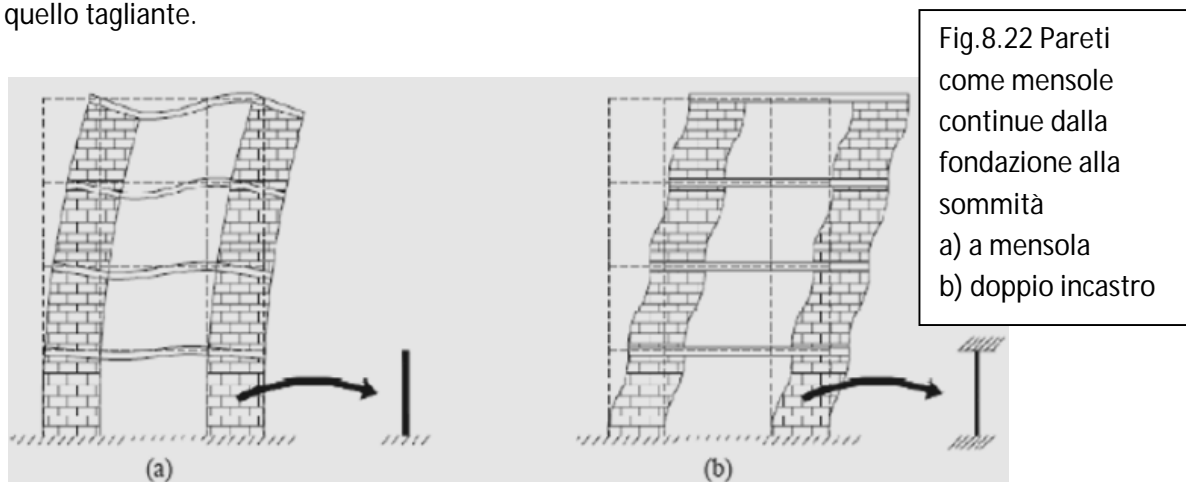 quello tagliante.
Fig.8.22 Pareti
come mensole
continue dalla
fondazione alla
sommità
a) a mensola
b) doppio incastro
(a)
(b)